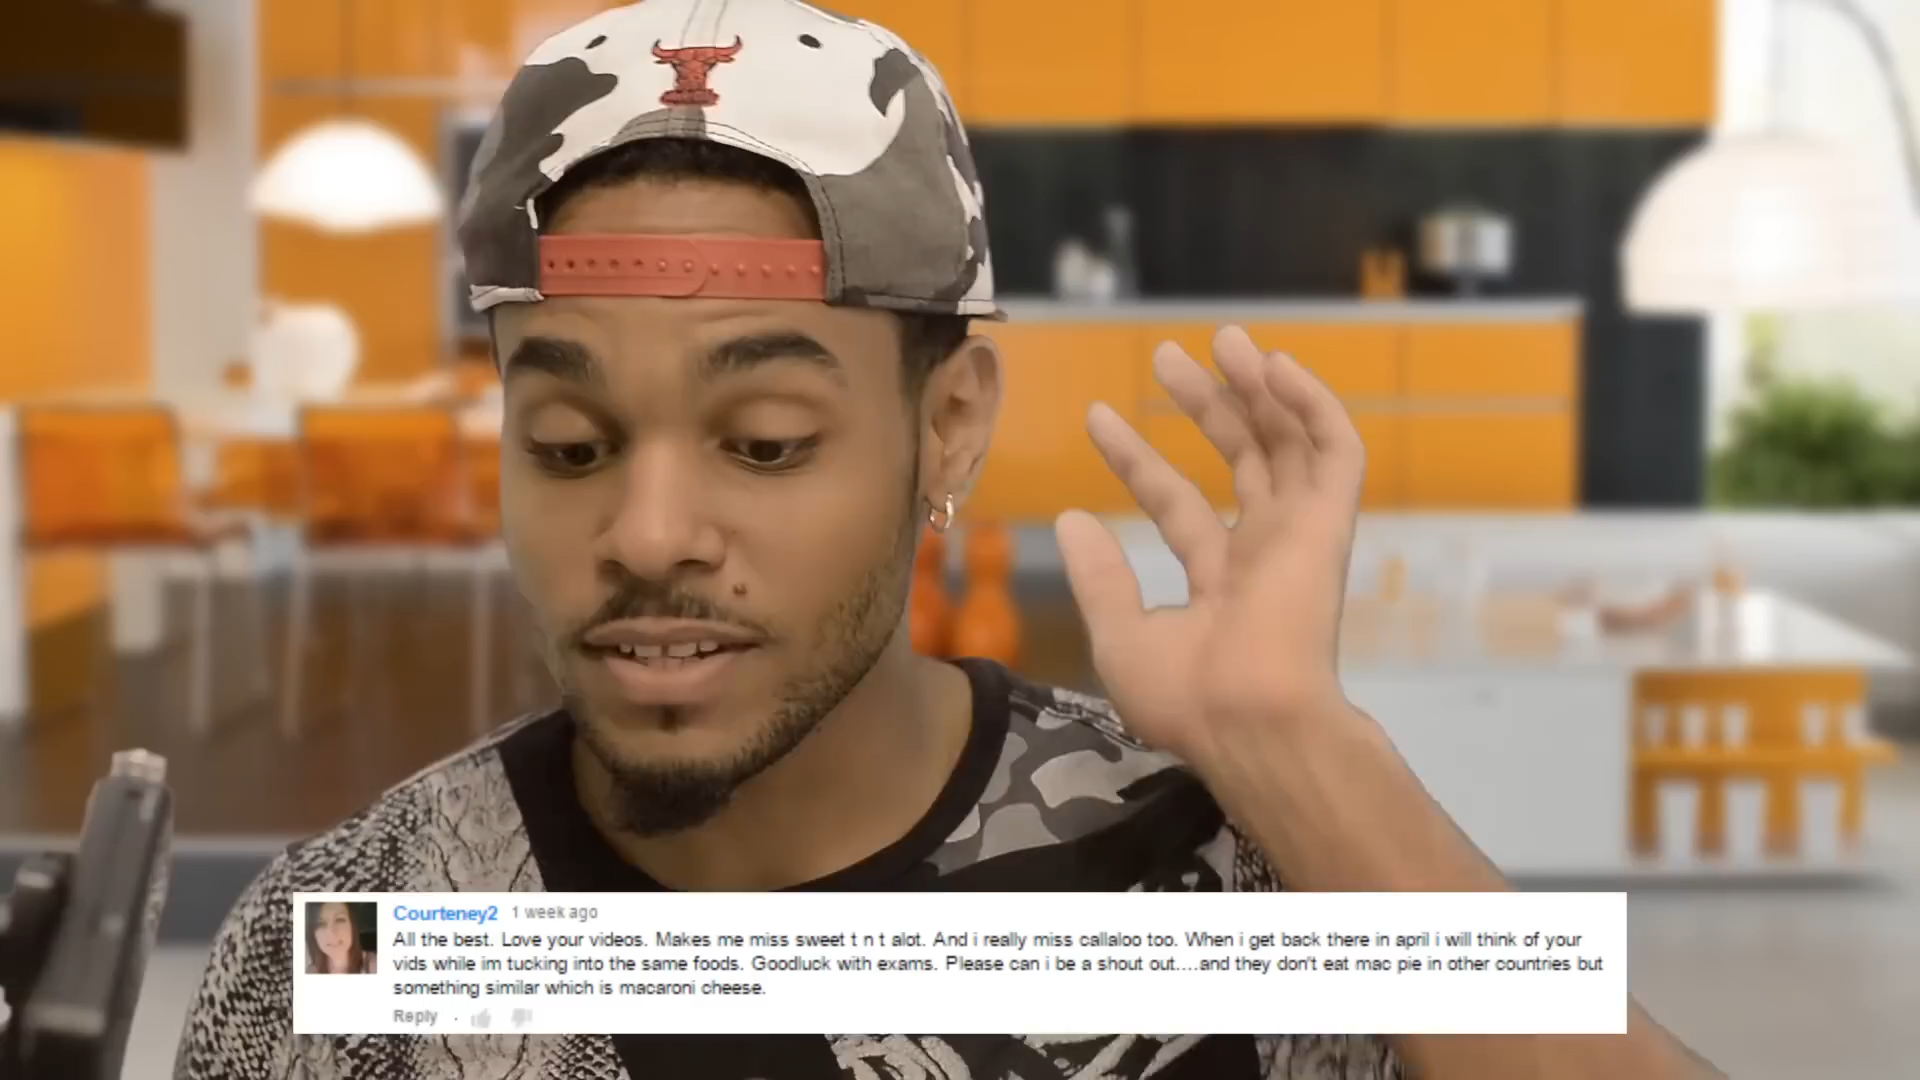 Courteney2 1 week ago
All the best. Love your videos. Makes me miss sweet t n t alot. And i really miss callaloo too. When i get back there in april i will think of your
vids while im tucking into the same foods. Goodluck with exams. Please can i be a shout out....and they don't eat mac pie in other countries but
something similar which is macaroni cheese.
Reply .